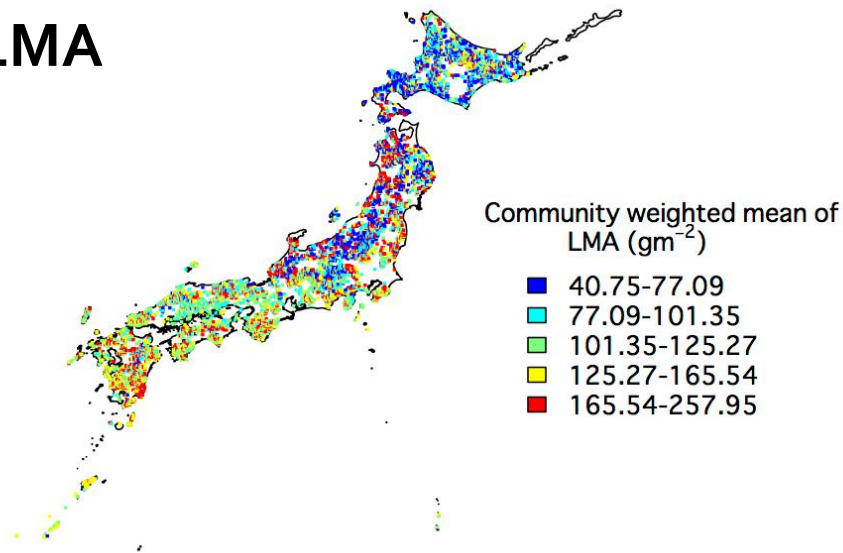 LMA
Community weighted mean of
LMA (gm⁻²)
40.75-77.09
77.09-101.35
101.35-125.27
125.27-165.54
165.54-257.95